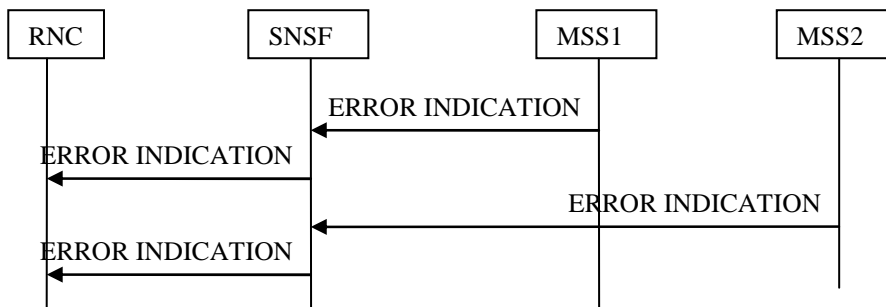 RNC
SNSF
MSS1
MSS2
ERROR INDICATION
ERROR INDICATION
ERROR INDICATION
ERROR INDICATION